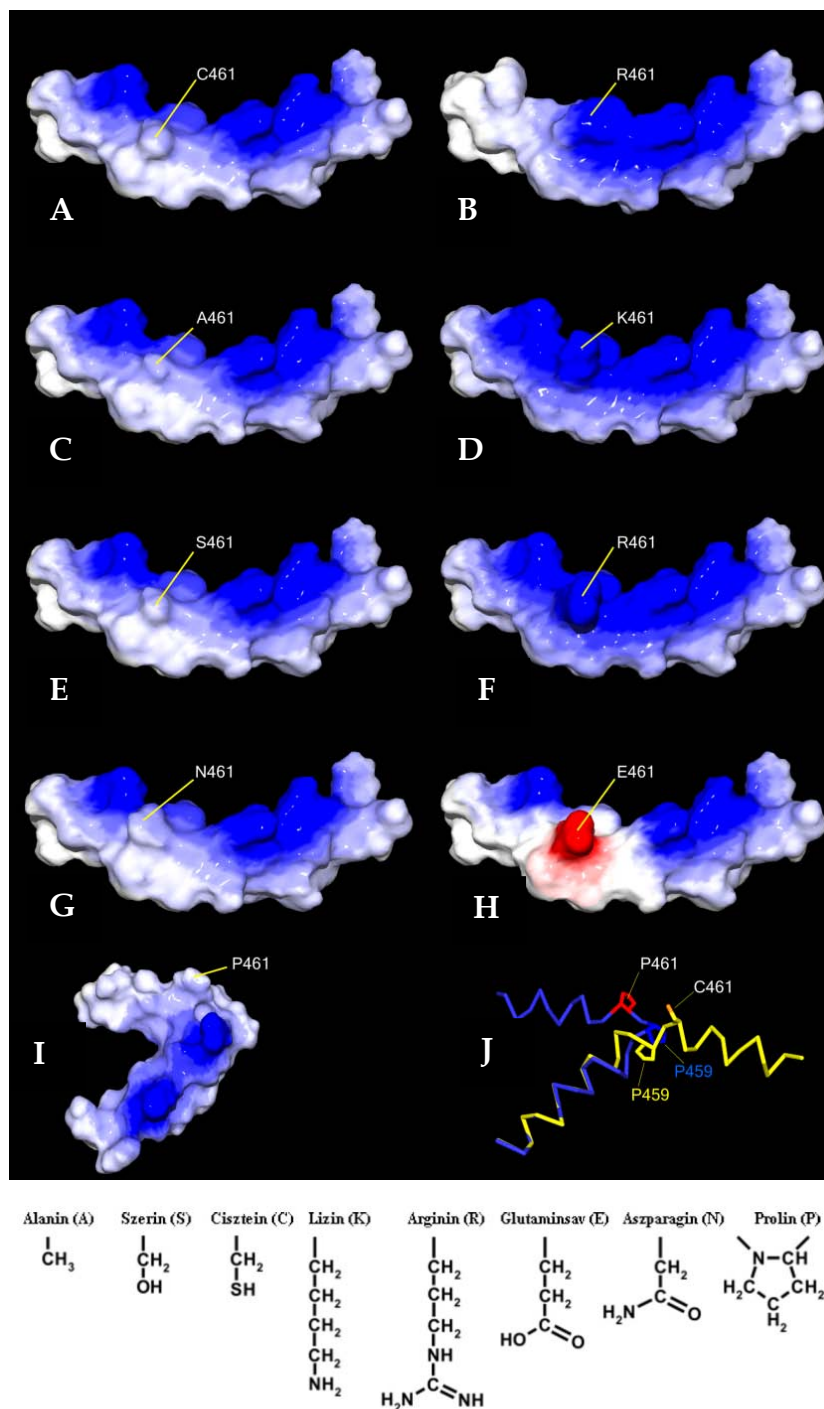 C461
R461
A
B
A461
K461
C
D
S461
R461
E
F
N461
E461
G
H
P461
P461
C461
I
J
P459
P459
Alanin (A) Szerin (S) Cisztein (C) Lizin (K) Arginin (R) Glutaminsav (E) Aszparagin (N) Prolin (P)
CH3 CH2 CH2 CH2 CH2 CH2 CH2 N CH
OH SH CH2 CH2 CH2 C H2C CH2
CH2 CH2 C H2N O C
CH2 NH HO O H2
NH2 C
H2N NH